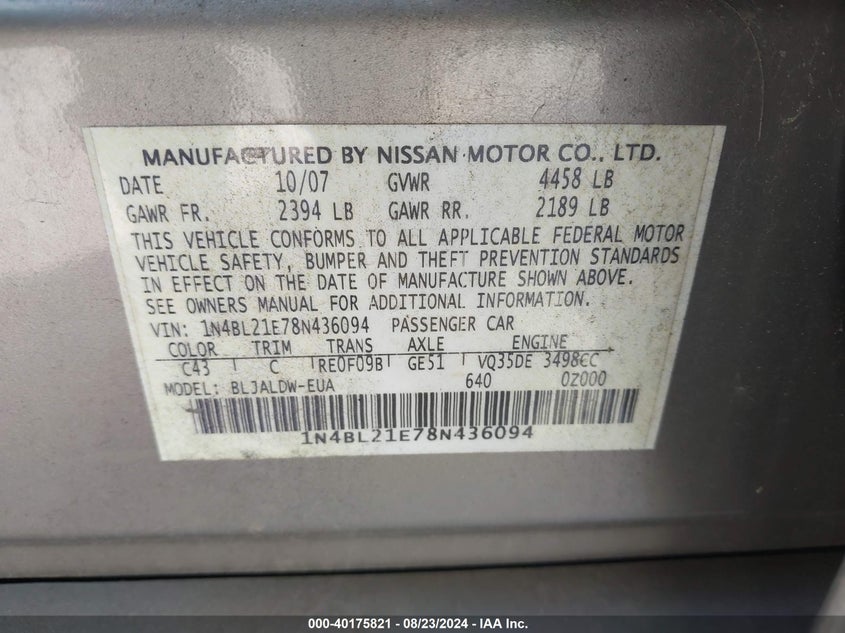 MANUFACTURED BY NISSAN MOTOR CO., LTD.
DATE 10/07 GVWR 4458 LB
GAWR FR. 2394 LB GAWR RR. 2189 LB
THIS VEHICLE CONFORMS TO ALL APPLICABLE FEDERAL MOTOR
VEHICLE SAFETY, BUMPER AND THEFT PREVENTION STANDARDS
IN EFFECT ON THE DATE OF MANUFACTURE SHOWN ABOVE.
SEE OWNERS MANUAL FOR ADDITIONAL INFORMATION.
VIN: 1N4BL21E78N436094 PASSENGER CAR
COLOR TRIM TRANS AXLE ENGINE
C43 C RE0F09B GE51 VQ35DE 3498CC
MODEL: BLJALDW-EUA 640 0Z000
1N4BL21E78N436094
000-40175821 - 08/23/2024 - IAA Inc.